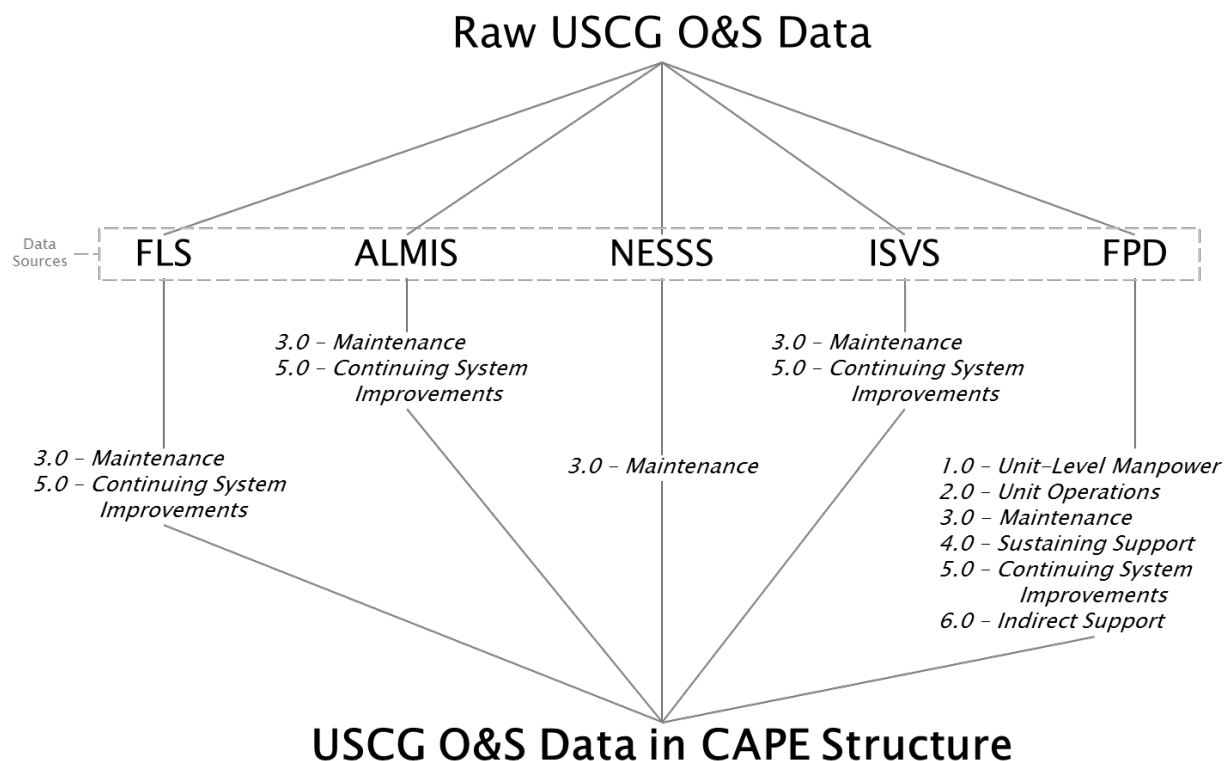 Raw USCG O&S Data
Data
Sources
FLS
ALMIS
NESSS
ISVS
FPD
3.0 – Maintenance
5.0 – Continuing System
Improvements
3.0 – Maintenance
5.0 – Continuing System
Improvements
3.0 – Maintenance
5.0 – Continuing System
Improvements
3.0 – Maintenance
1.0 – Unit–Level Manpower
2.0 – Unit Operations
3.0 – Maintenance
4.0 – Sustaining Support
5.0 – Continuing System
Improvements
6.0 – Indirect Support
USCG O&S Data in CAPE Structure